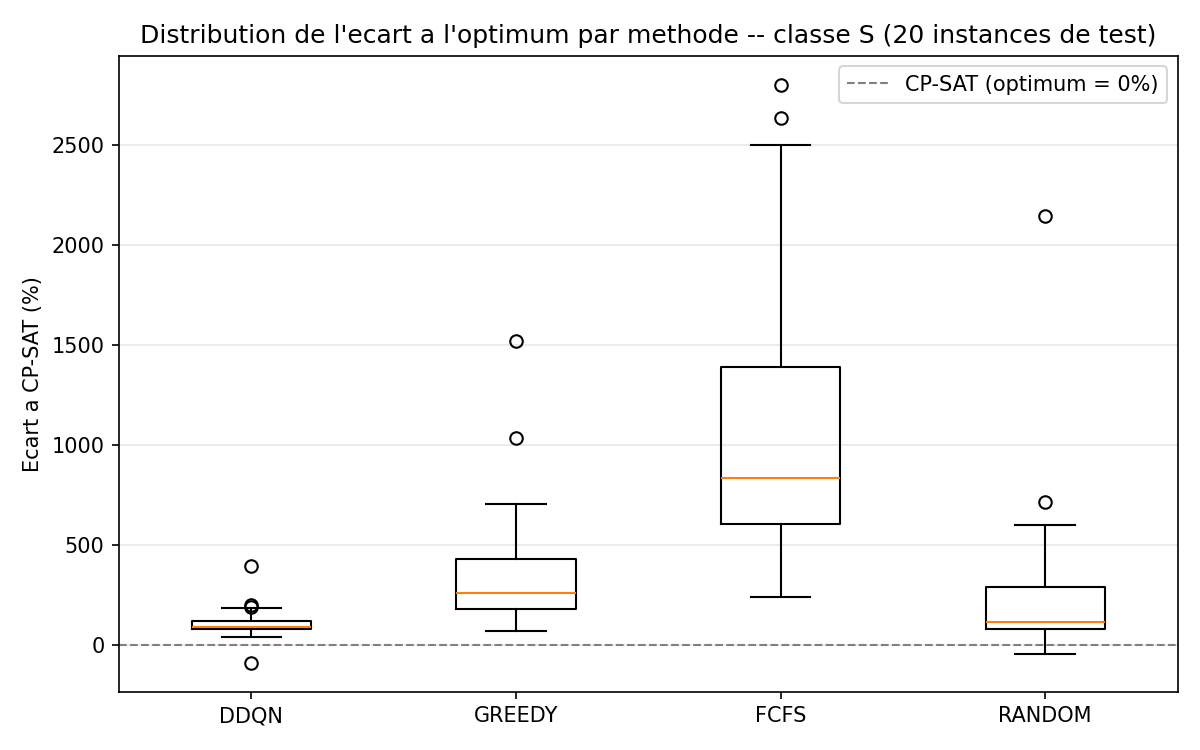 Distribution de l'ecart a l'optimum par methode -- classe S (20 instances de test)
CP-SAT (optimum = 0%)
Ecart a CP-SAT (%)
2500
2000
1500
1000
500
0
DDQN
GREEDY
FCFS
RANDOM